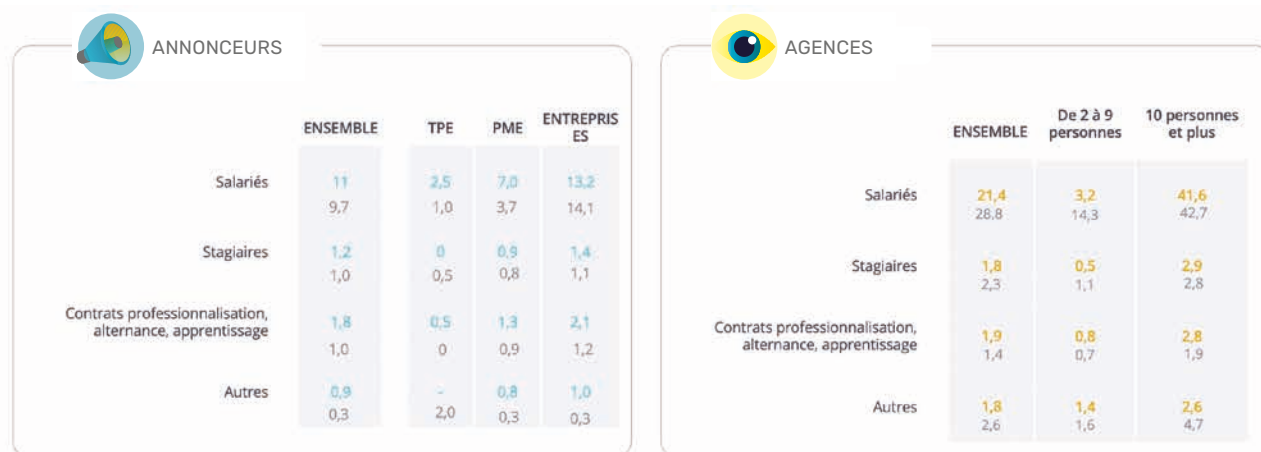 ANNONCEURS
ENSEMBLE TPE PME ENTREPRIS
ES
Salariés 11 2,5 7,0 13,2
9,7 1,0 3,7 14,1
Stagiaires 1,2 0 0,9 1,4
1,0 0,5 0,8 1,1
Contrats professionnalisation,
alternance, apprentissage 1,8 0,5 1,3 2,1
1,0 0 0,9 1,2
Autres 0,9 - 0,8 1,0
0,3 2,0 0,3 0,3
AGENCES
ENSEMBLE De 2 à 9
personnes 10 personnes
et plus
Salariés 21,4 3,2 41,6
28,8 14,3 42,7
Stagiaires 1,8 0,5 2,9
2,3 1,1 2,8
Contrats professionnalisation,
alternance, apprentissage 1,9 0,8 2,8
1,4 0,7 1,9
Autres 1,8 1,4 2,6
2,6 1,6 4,7